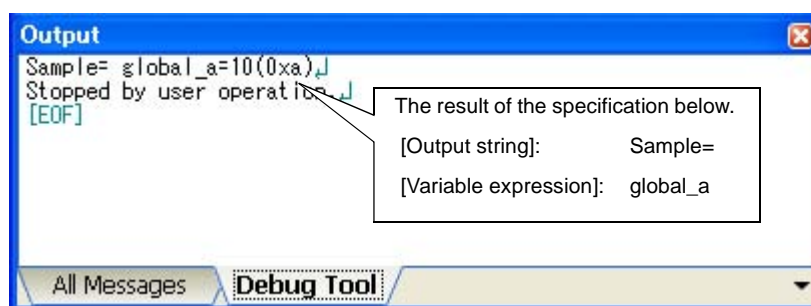 Output
Sample= global_a=10(0xa)↲
Stopped by user operation.↲
[EOF]
The result of the specification below.
[Output string]: Sample=
[Variable expression]: global_a
All Messages Debug Tool